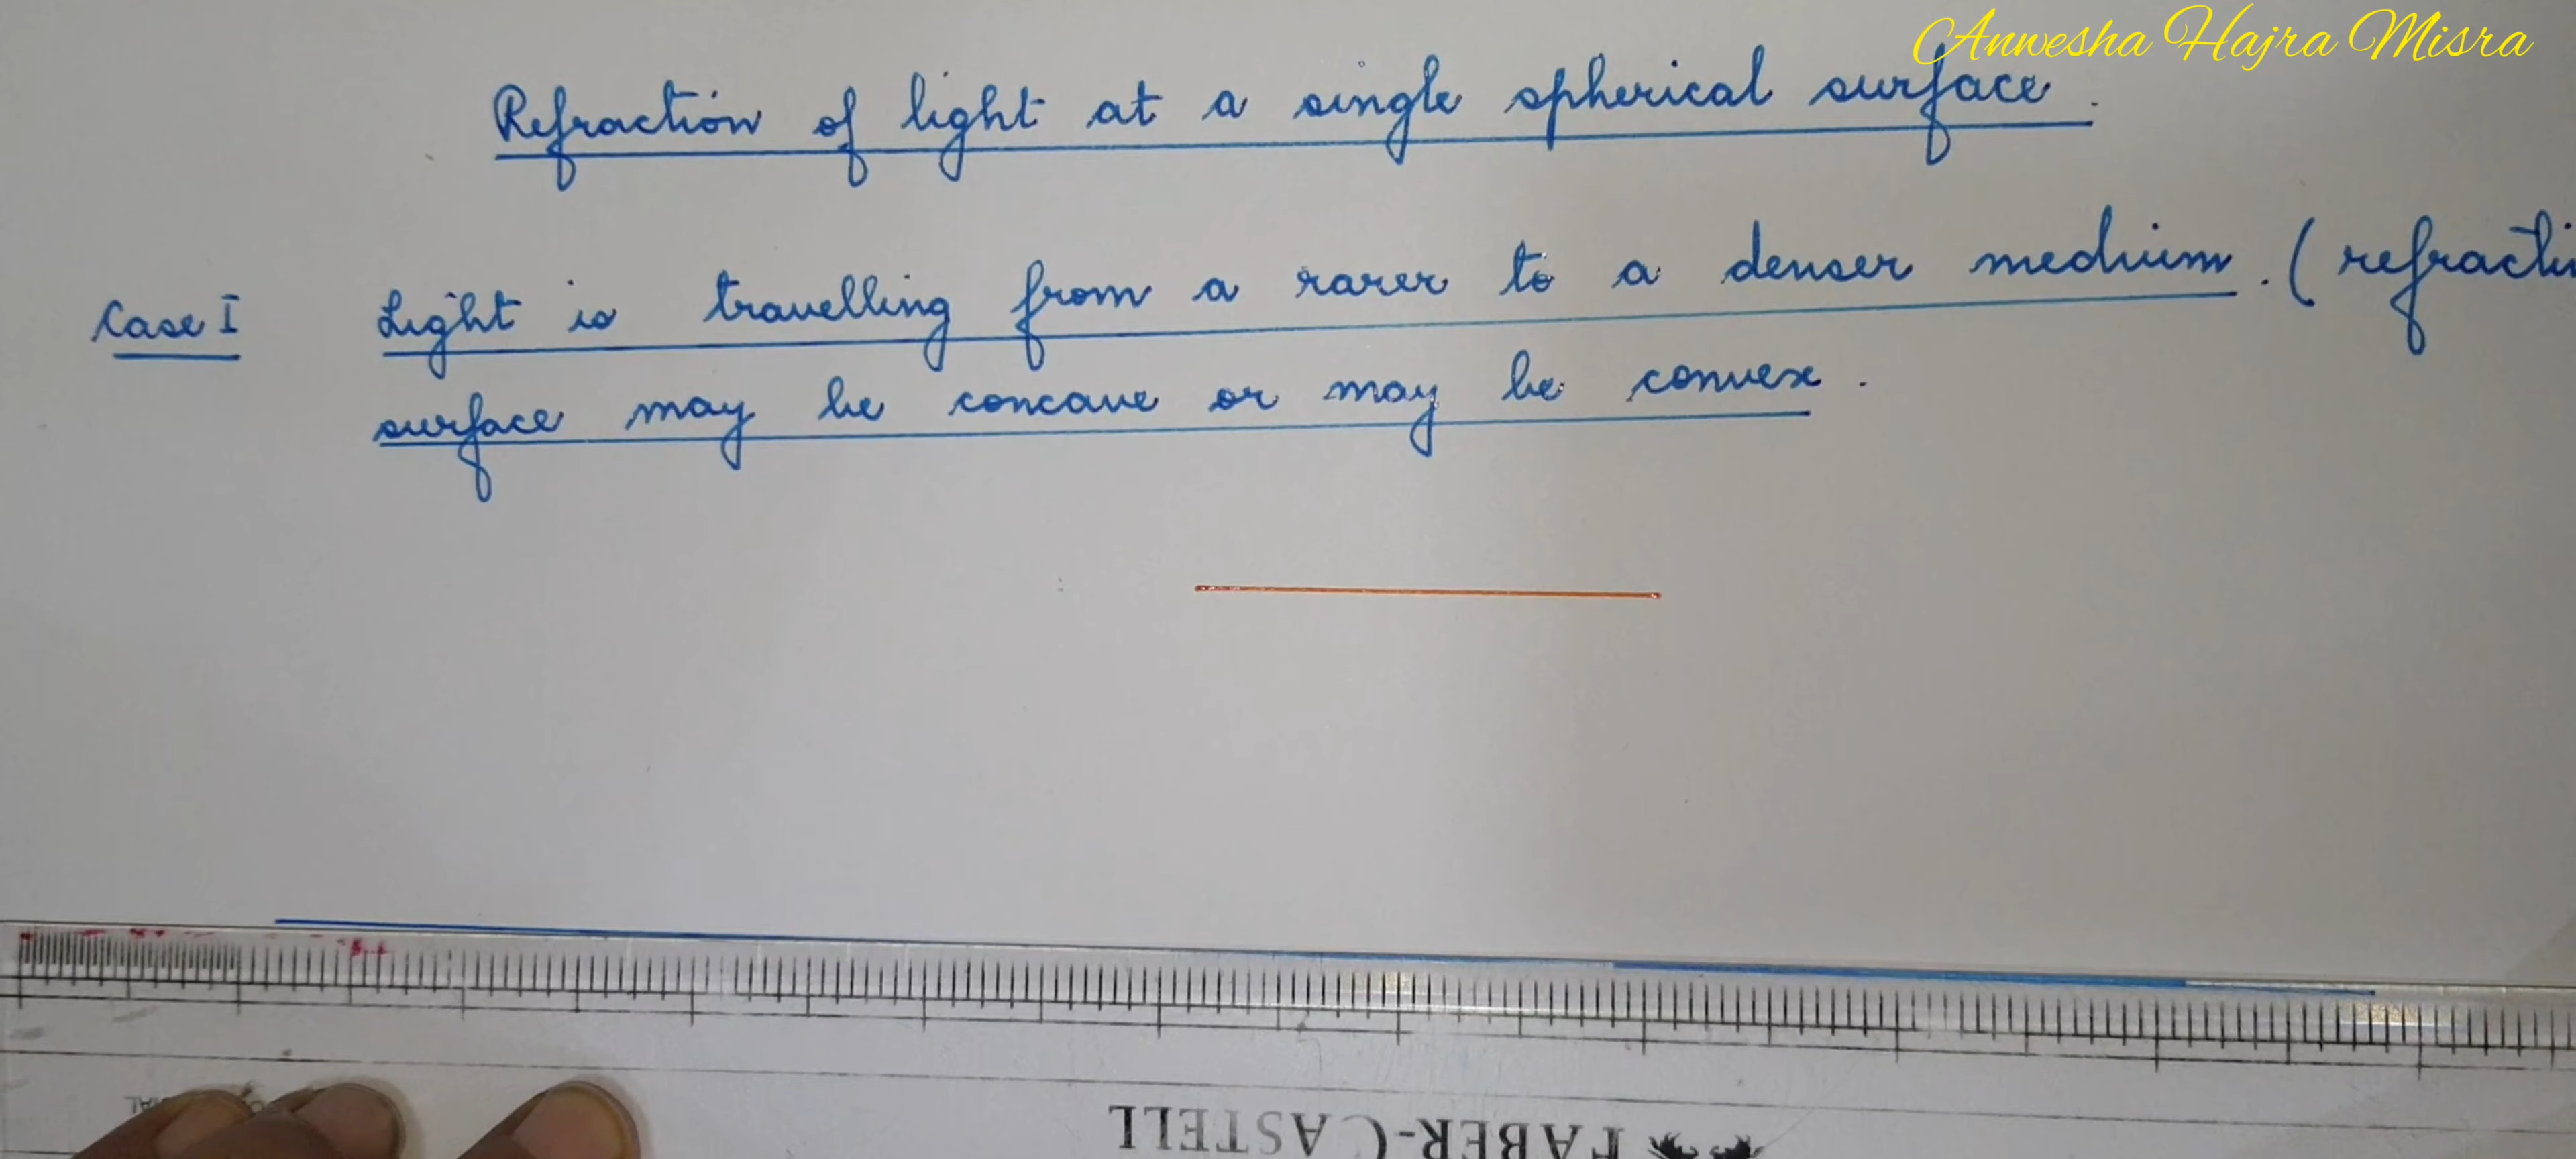 Anwesha Hajra Misra
Refraction of light at a single spherical surface.
Case I Light is travelling from a rarer to a denser medium. (refracti
surface may be concave or may be convex.
FABER-CASTELL